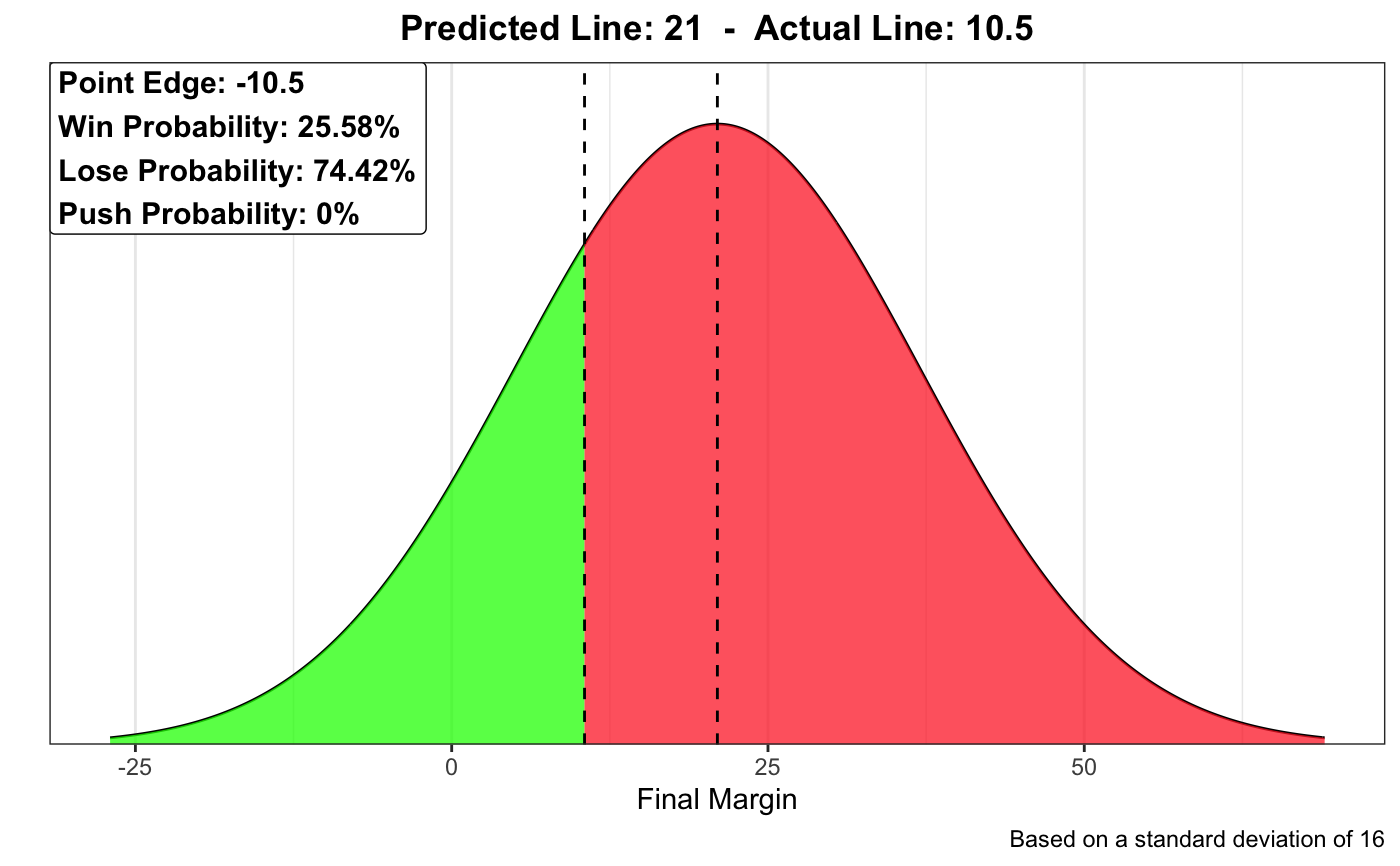 Predicted Line: 21 - Actual Line: 10.5
Point Edge: -10.5
Win Probability: 25.58%
Lose Probability: 74.42%
Push Probability: 0%
-25
0
25
50
Final Margin
Based on a standard deviation of 16